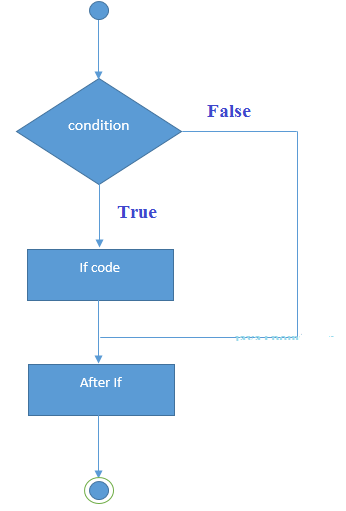 condition
False
True
If code
After If